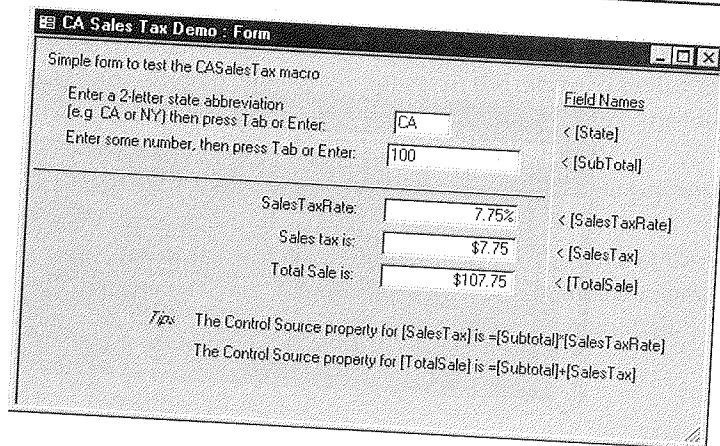 CA Sales Tax Demo : Form
Simple form to test the CASalesTax macro
Field Names
Enter a 2-letter state abbreviation
(e.g. CA or NY) then press Tab or Enter: CA < [State]
Enter some number, then press Tab or Enter: 100 < [SubTotal]
SalesTaxRate: 7.75% < [SalesTaxRate]
Sales tax is: $7.75 < [SalesTax]
Total Sale is: $107.75 < [TotalSale]
Tips The Control Source property for [SalesTax] is =[Subtotal]*[SalesTaxRate]
The Control Source property for [TotalSale] is =[Subtotal]+[SalesTax]